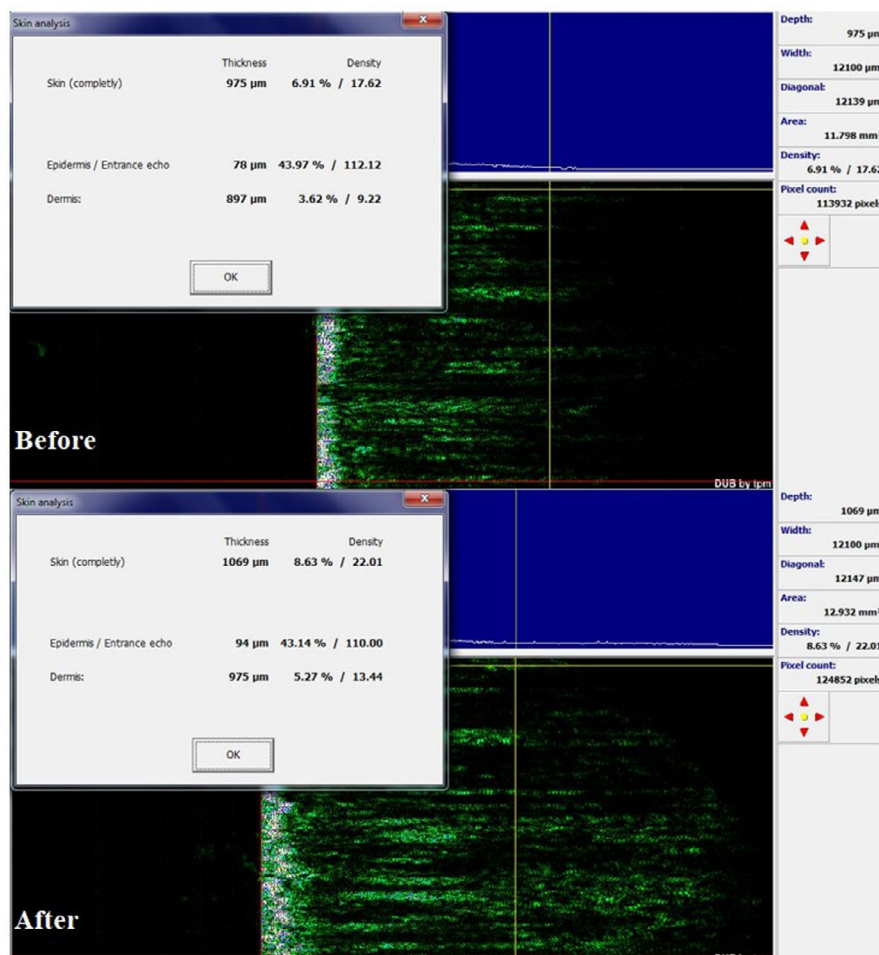 Skin analysis
Thickness Density
Skin (completly) 975 µm 6.91 % / 17.62
Epidermis / Entrance echo 78 µm 43.97 % / 112.12
Dermis: 897 µm 3.62 % / 9.22
OK
Before
DUB by tpm
Depth:
975 µm
Width:
12100 µm
Diagonal:
12139 µm
Area:
11.798 mm²
Density:
6.91 % / 17.62
Pixel count:
113932 pixels
Skin analysis
Thickness Density
Skin (completly) 1069 µm 8.63 % / 22.01
Epidermis / Entrance echo 94 µm 43.14 % / 110.00
Dermis: 975 µm 5.27 % / 13.44
OK
After
Depth:
1069 µm
Width:
12100 µm
Diagonal:
12147 µm
Area:
12.932 mm²
Density:
8.63 % / 22.01
Pixel count:
124852 pixels